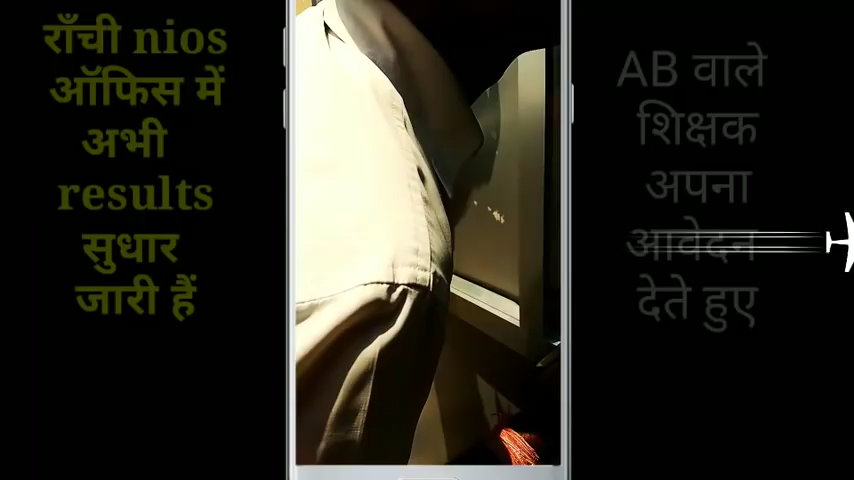 राँची nios
ऑफिस में
अभी
results
सुधार
जारी हैं
AB वाले
शिक्षक
अपना
आवेदन
देते हुए